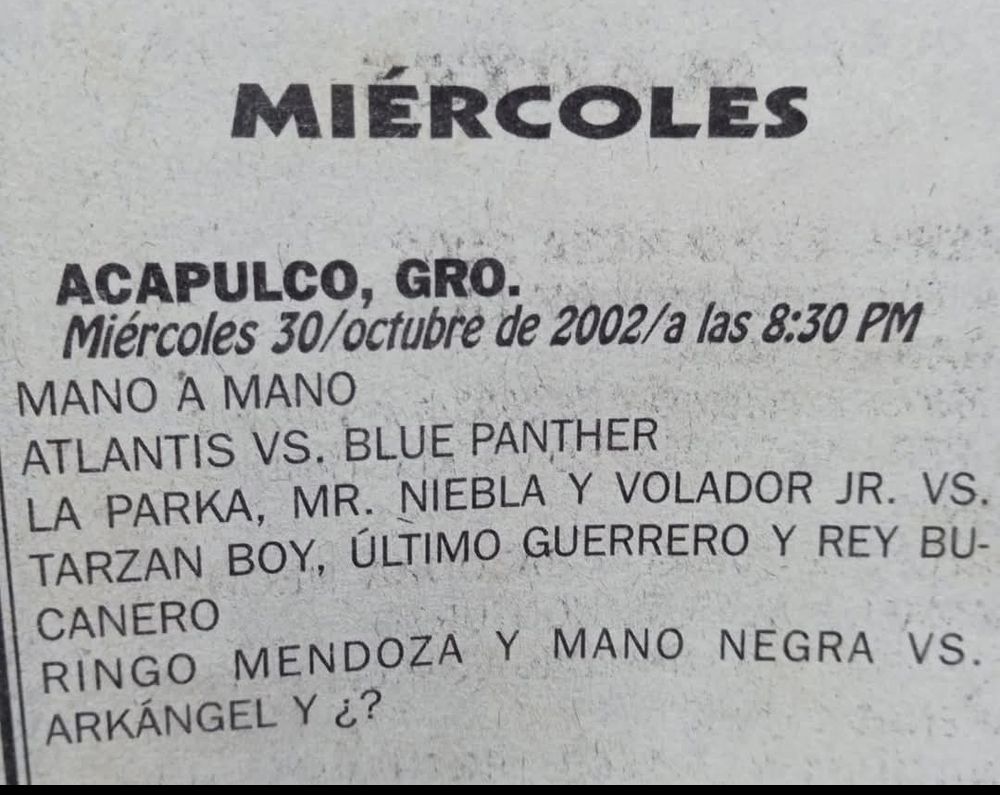 MIÉRCOLES
ACAPULCO, GRO.
Miércoles 30/octubre de 2002/a las 8:30 PM
MANO A MANO
ATLANTIS VS. BLUE PANTHER
LA PARKA, MR. NIEBLA Y VOLADOR JR. VS.
TARZAN BOY, ÚLTIMO GUERRERO Y REY BU-
CANERO
RINGO MENDOZA Y MANO NEGRA VS.
ARKÁNGEL Y ¿?